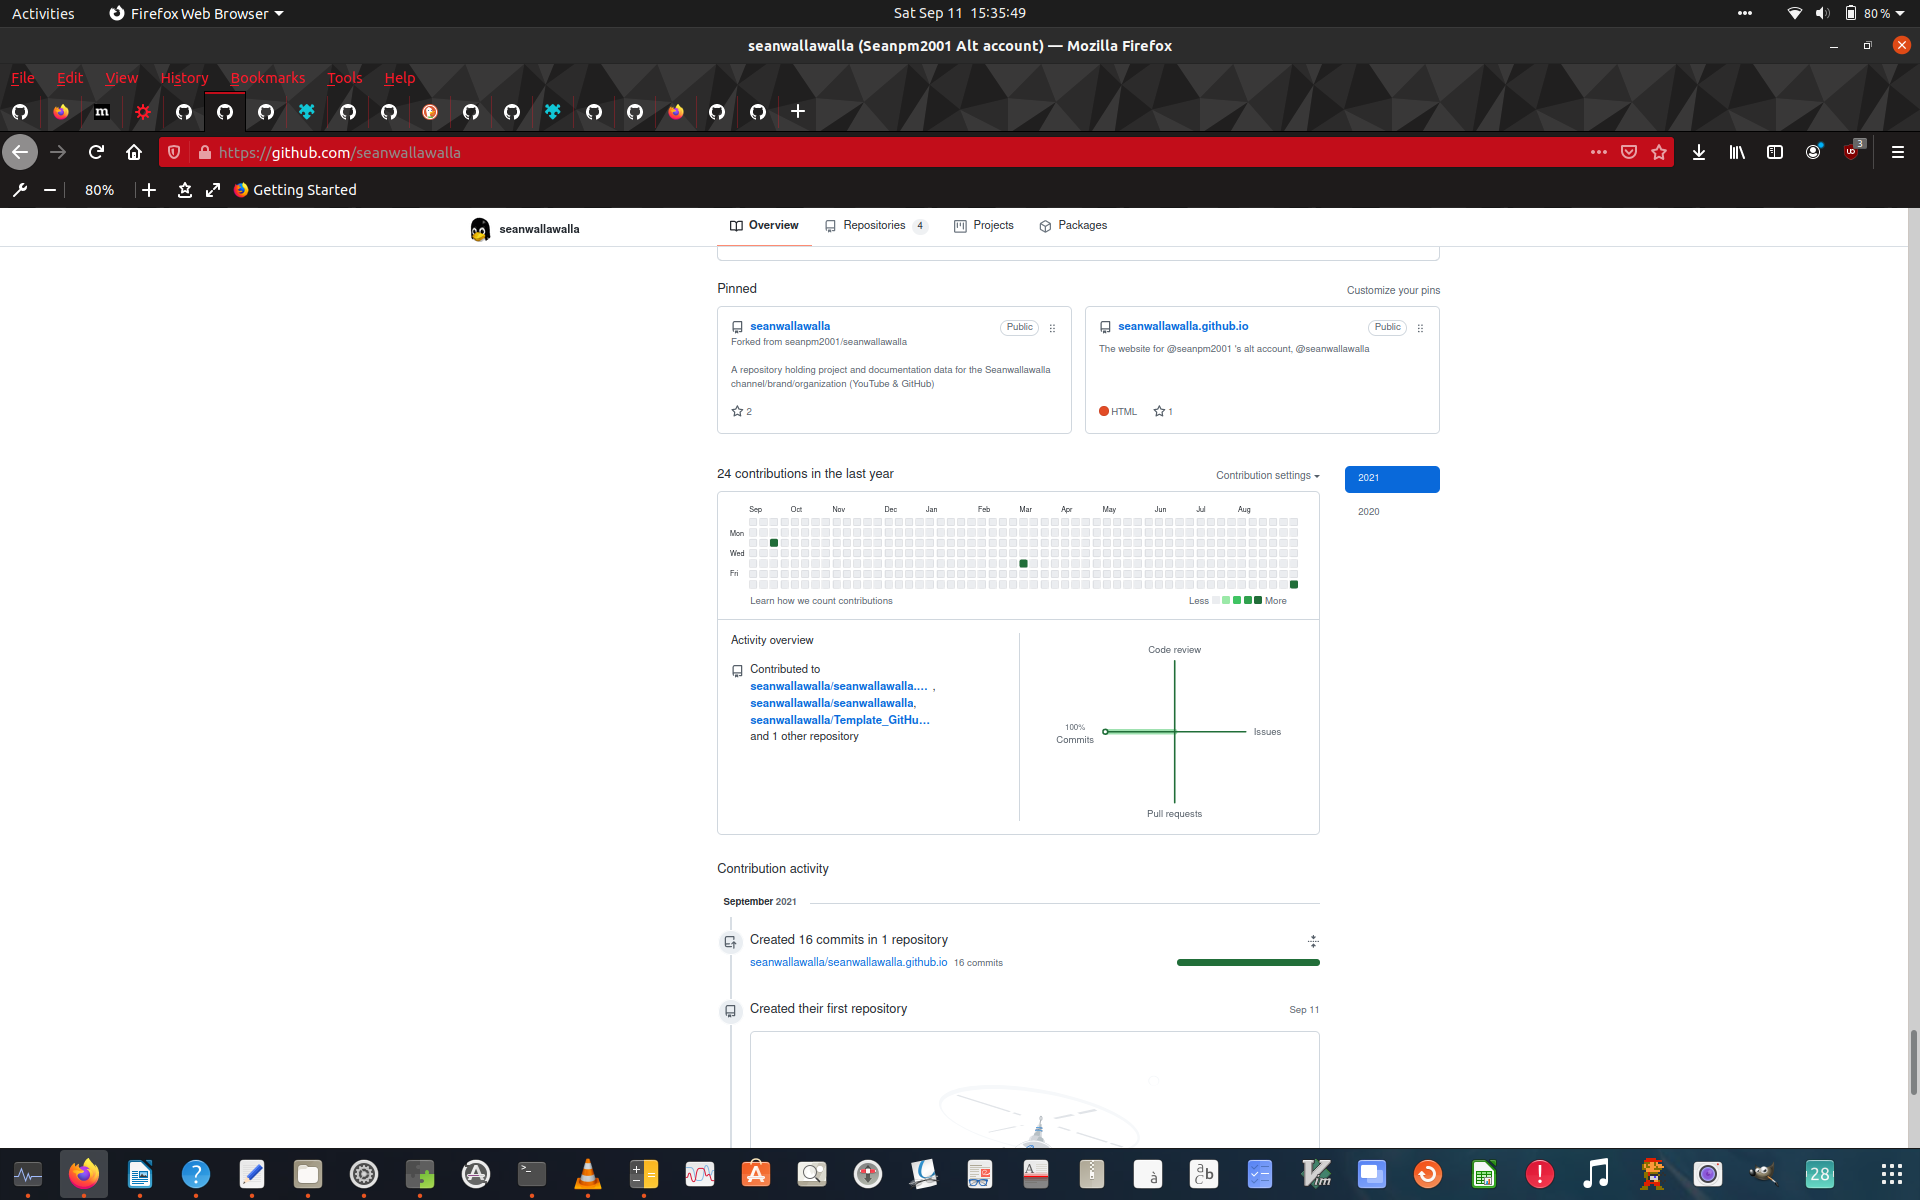 Activities
Firefox Web Browser
Sat Sep 11 15:35:49
80 %
seanwallawalla (Seanpm2001 Alt account) — Mozilla Firefox
File Edit View History Bookmarks Tools Help
m
https://github.com/seanwallawalla
3
80%
Getting Started
seanwallawalla
Overview
Repositories 4
Projects
Packages
Pinned
Customize your pins
seanwallawalla
Public
Forked from seanpm2001/seanwallawalla
A repository holding project and documentation data for the Seanwallawalla
channel/brand/organization (YouTube & GitHub)
2
seanwallawalla.github.io
Public
The website for @seanpm2001 's alt account, @seanwallawalla
HTML
1
24 contributions in the last year
Contribution settings
2021
2020
Sep Oct Nov Dec Jan Feb Mar Apr May Jun Jul Aug
Mon
Wed
Fri
Learn how we count contributions
Less
More
Activity overview
Contributed to
seanwallawalla/seanwallawalla.… ,
seanwallawalla/seanwallawalla,
seanwallawalla/Template_GitHu…
and 1 other repository
Code review
100%
Commits
Issues
Pull requests
Contribution activity
September 2021
Created 16 commits in 1 repository
seanwallawalla/seanwallawalla.github.io 16 commits
Created their first repository
Sep 11
28